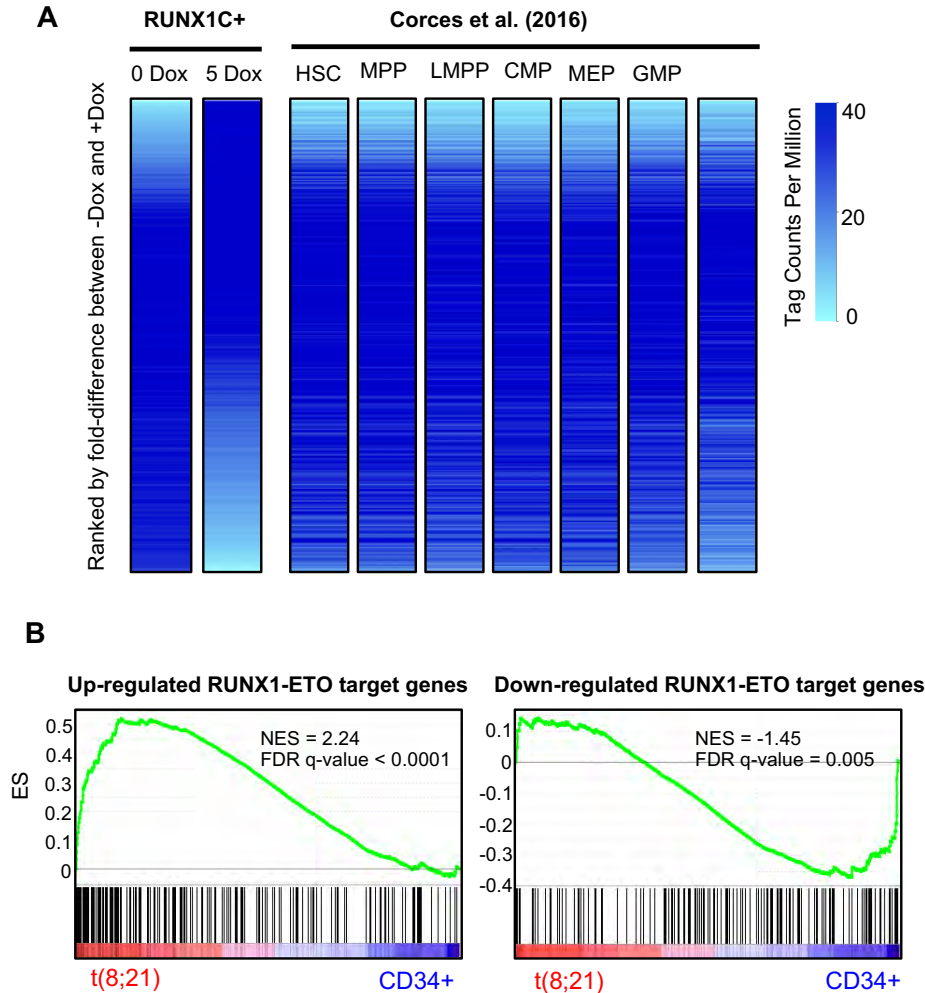 A
RUNX1C+
Corces et al. (2016)
0 Dox 5 Dox
HSC MPP LMPP CMP MEP GMP
Ranked by fold-difference between -Dox and +Dox
40
20
0
Tag Counts Per Million
B
Up-regulated RUNX1-ETO target genes
NES = 2.24
FDR q-value < 0.0001
ES
0.5
0.4
0.3
0.2
0.1
0
t(8;21) CD34+
Down-regulated RUNX1-ETO target genes
NES = -1.45
FDR q-value = 0.005
0.1
0
-0.1
-0.2
-0.3
-0.4
t(8;21) CD34+